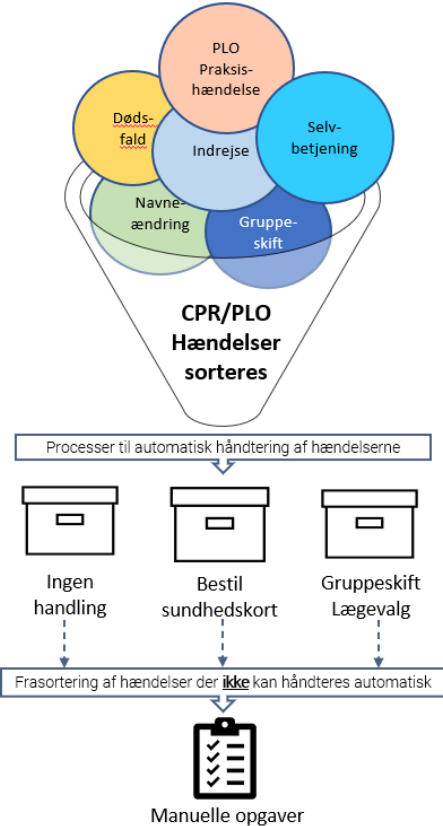 PLO
Praksis-
hændelse
Døds-
fald
Selv-
betjening
Indrejse
Navne-
ændring
Gruppe-
skift
CPR/PLO
Hændelser
sorteres
Processer til automatisk håndtering af hændelserne
Ingen
handling
Bestil
sundhedskort
Gruppeskift
Lægevalg
Frasortering af hændelser der ikke kan håndteres automatisk
Manuelle opgaver